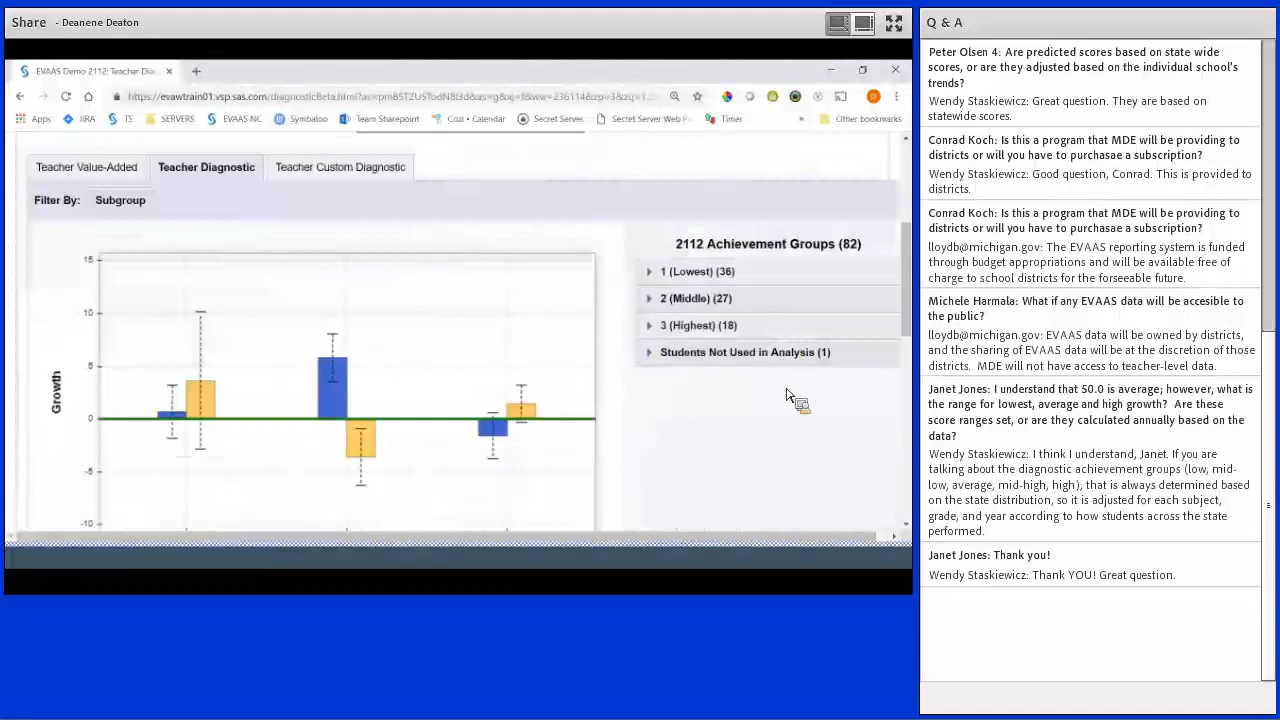 Share - Deanene Deaton
EVAAS Demo 2112: Teacher Dia
Apps JIRA TS SERVERS EVAAS NC Symbaloo Team Sharepoint Cozi • Calendar Secret Server Secret Server Web P Timer » Other bookmarks
Teacher Value-Added Teacher Diagnostic Teacher Custom Diagnostic
Filter By: Subgroup
2112 Achievement Groups (82)
1 (Lowest) (36)
2 (Middle) (27)
3 (Highest) (18)
Students Not Used in Analysis (1)
Growth
15
10
5
0
-5
-10
Q & A
Peter Olsen 4: Are predicted scores based on state wide
scores, or are they adjusted based on the individual school's
trends?
Wendy Staskiewicz: Great question. They are based on
statewide scores.
Conrad Koch: Is this a program that MDE will be providing to
districts or will you have to purchasae a subscription?
Wendy Staskiewicz: Good question, Conrad. This is provided to
districts.
Conrad Koch: Is this a program that MDE will be providing to
districts or will you have to purchasae a subscription?
lloydb@michigan.gov: The EVAAS reporting system is funded
through budget appropriations and will be available free of
charge to school districts for the forseeable future.
Michele Harmala: What if any EVAAS data will be accesible to
the public?
lloydb@michigan.gov: EVAAS data will be owned by districts,
and the sharing of EVAAS data will be at the discretion of those
districts. MDE will not have access to teacher-level data.
Janet Jones: I understand that 50.0 is average; however, what is
the range for lowest, average and high growth? Are these
score ranges set, or are they calculated annually based on the
data?
Wendy Staskiewicz: I think I understand, Janet. If you are
talking about the diagnostic achievement groups (low, mid-
low, average, mid-high, high), that is always determined based
on the state distribution, so it is adjusted for each subject,
grade, and year according to how students across the state
performed.
Janet Jones: Thank you!
Wendy Staskiewicz: Thank YOU! Great question.